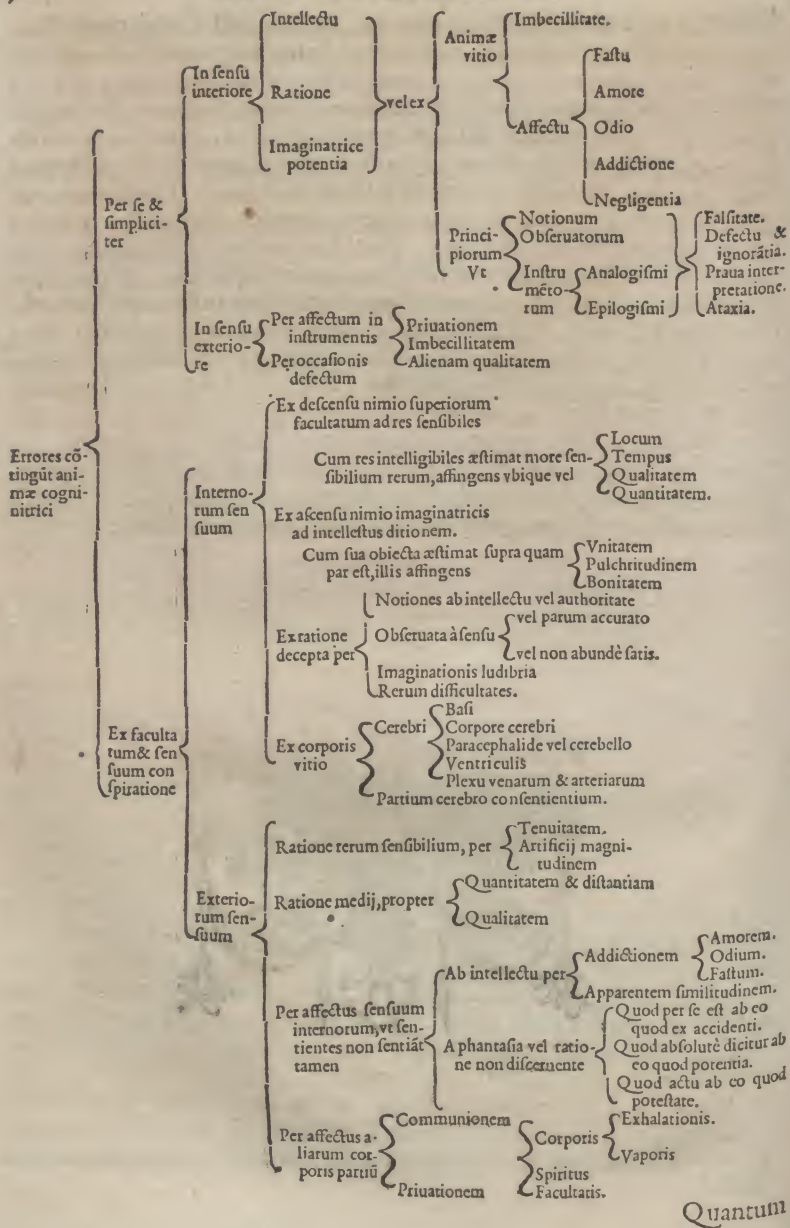 Errores cõ-
tingũt ani-
mæ cogni-
nitrici
Per se &
simplici-
ter
In sensu
interiore
Intellectu
Ratione
Imaginatrice
potentia
vel ex
Animæ
vitio
Imbecillitate.
Affectu
Fastu
Amore
Odio
Addictione
Negligentia
Princi-
piorum
Vt
Notionum
Obseruatorum
Instru
mẽto-
rum
Analogismi
Epilogismi
Falsitate.
Defectu &
ignorãtia.
Praua inter-
pretatione.
Ataxia.
In sensu
exterio-
re
Per affectum in
instrumentis
Priuationem
Imbecillitatem
Alienam qualitatem
Per occasionis
defectum
Ex faculta
tum & sen
suum con
spiratione
Interno-
rum sen
suum
Ex descensu nimio superiorum
facultatum ad res sensibiles
Cum res intelligibiles æstimat more sen-
sibilium rerum, affingens vbique vel
Locum
Tempus
Qualitatem
Quantitatem.
Ex ascensu nimio imaginatricis
ad intellectus ditionem.
Cum sua obiecta æstimat supra quam
par est, illis affingens
Vnitatem
Pulchritudinem
Bonitatem
Ex ratione
decepta per
Notiones ab intellectu vel authoritate
Obseruata à sensu
vel parum accurato
vel non abundè satis.
Imaginationis ludibria
Rerum difficultates.
Ex corporis
vitio
Cerebri
Basi
Corpore cerebri
Paracephalide vel cerebello
Ventriculis
Plexu venarum & arteriarum
Partium cerebro consentientium.
Exterio-
rum sen-
suum
Ratione rerum sensibilium, per
Tenuitatem.
Artificij magni-
tudinem
Ratione medij, propter
Quantitatem & distantiam
Qualitatem
Per affectus sensuum
internorum, vt sen-
tientes non sentiãt
tamen
Ab intellectu per
Addictionem
Amorem.
Odium.
Fastum.
Apparentem similitudinem.
A phantasia vel ratio-
ne non discernente
Quod per se est ab eo
quod ex accidenti.
Quod absolutè dicitur ab
eo quod potentia.
Quod actu ab eo quod
potestate.
Per affectus a-
liarum cor-
poris partiũ
Communionem
Priuationem
Corporis
Exhalationis.
Vaporis
Spiritus
Facultatis.
Quantum